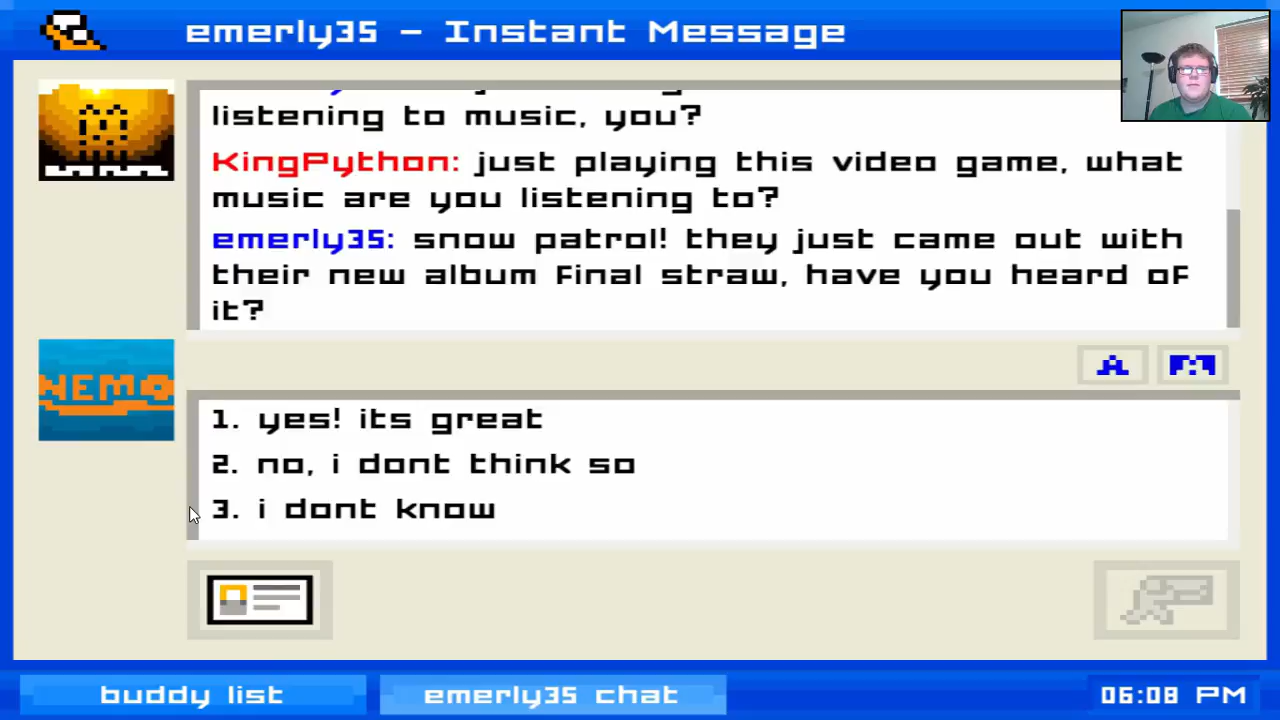 emerly35 - Instant Message
listening to music, you?
KingPython: just playing this video game, what
music are you listening to?
emerly35: snow patrol! they just came out with
their new album final straw, have you heard of
it?
A M
NEMO
1. yes! its great
2. no, i dont think so
3. i dont know
buddy list
emerly35 chat
06:08 PM